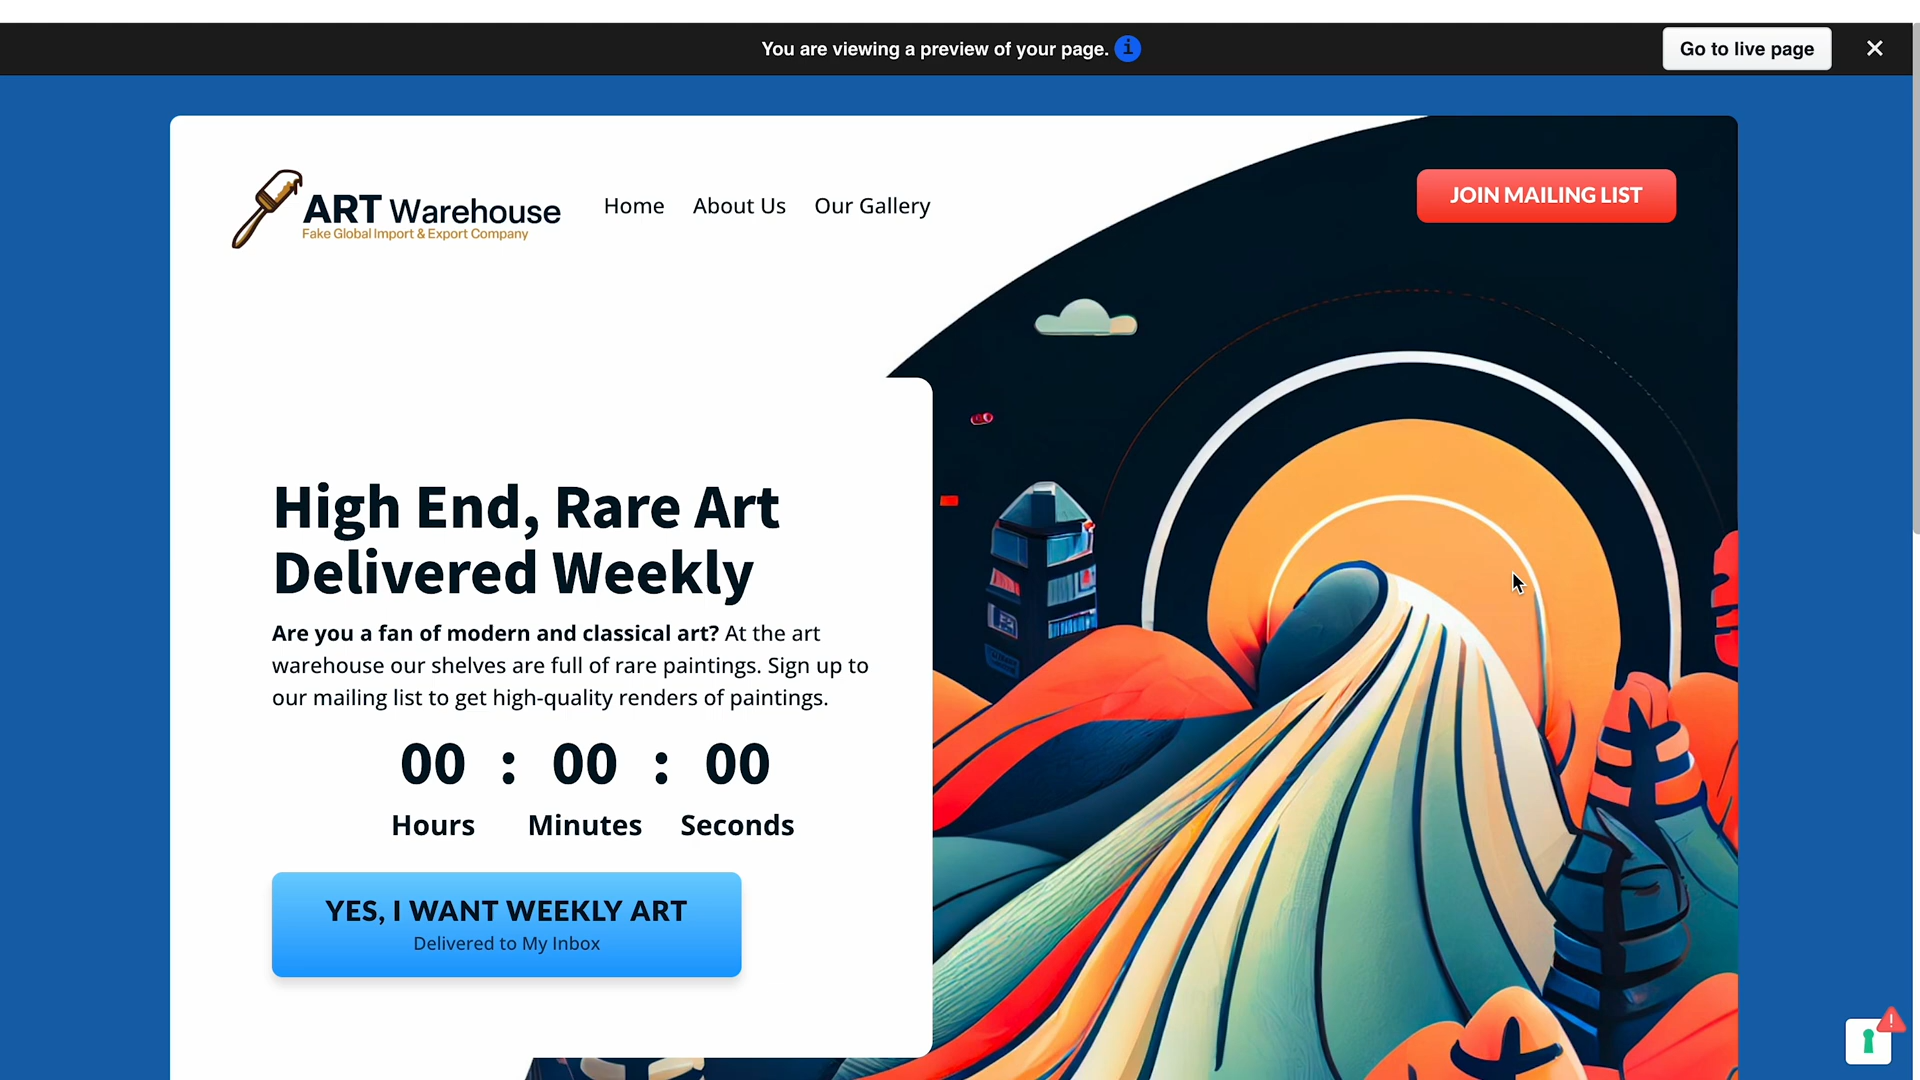 You are viewing a preview of your page.
Go to live page
ART Warehouse
Fake Global Import & Export Company
Home
About Us
Our Gallery
JOIN MAILING LIST
High End, Rare Art
Delivered Weekly
Are you a fan of modern and classical art? At the art
warehouse our shelves are full of rare paintings. Sign up to
our mailing list to get high-quality renders of paintings.
00 : 00 : 00
Hours Minutes Seconds
YES, I WANT WEEKLY ART
Delivered to My Inbox